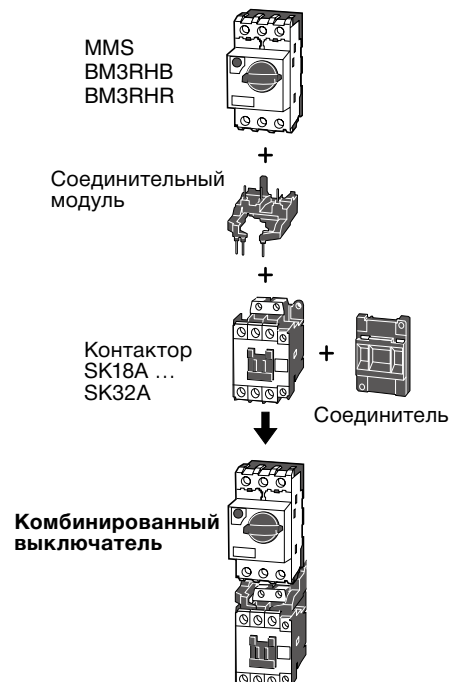 MMS
BM3RHB
BM3RHR
+
Соединительный
модуль
+
Контактор
SK18A ...
SK32A
+
Соединитель
Комбинированный
выключатель